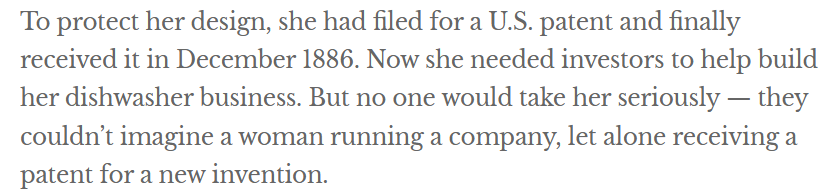 To protect her design, she had filed for a U.S. patent and finally
received it in December 1886. Now she needed investors to help build
her dishwasher business. But no one would take her seriously — they
couldn’t imagine a woman running a company, let alone receiving a
patent for a new invention.